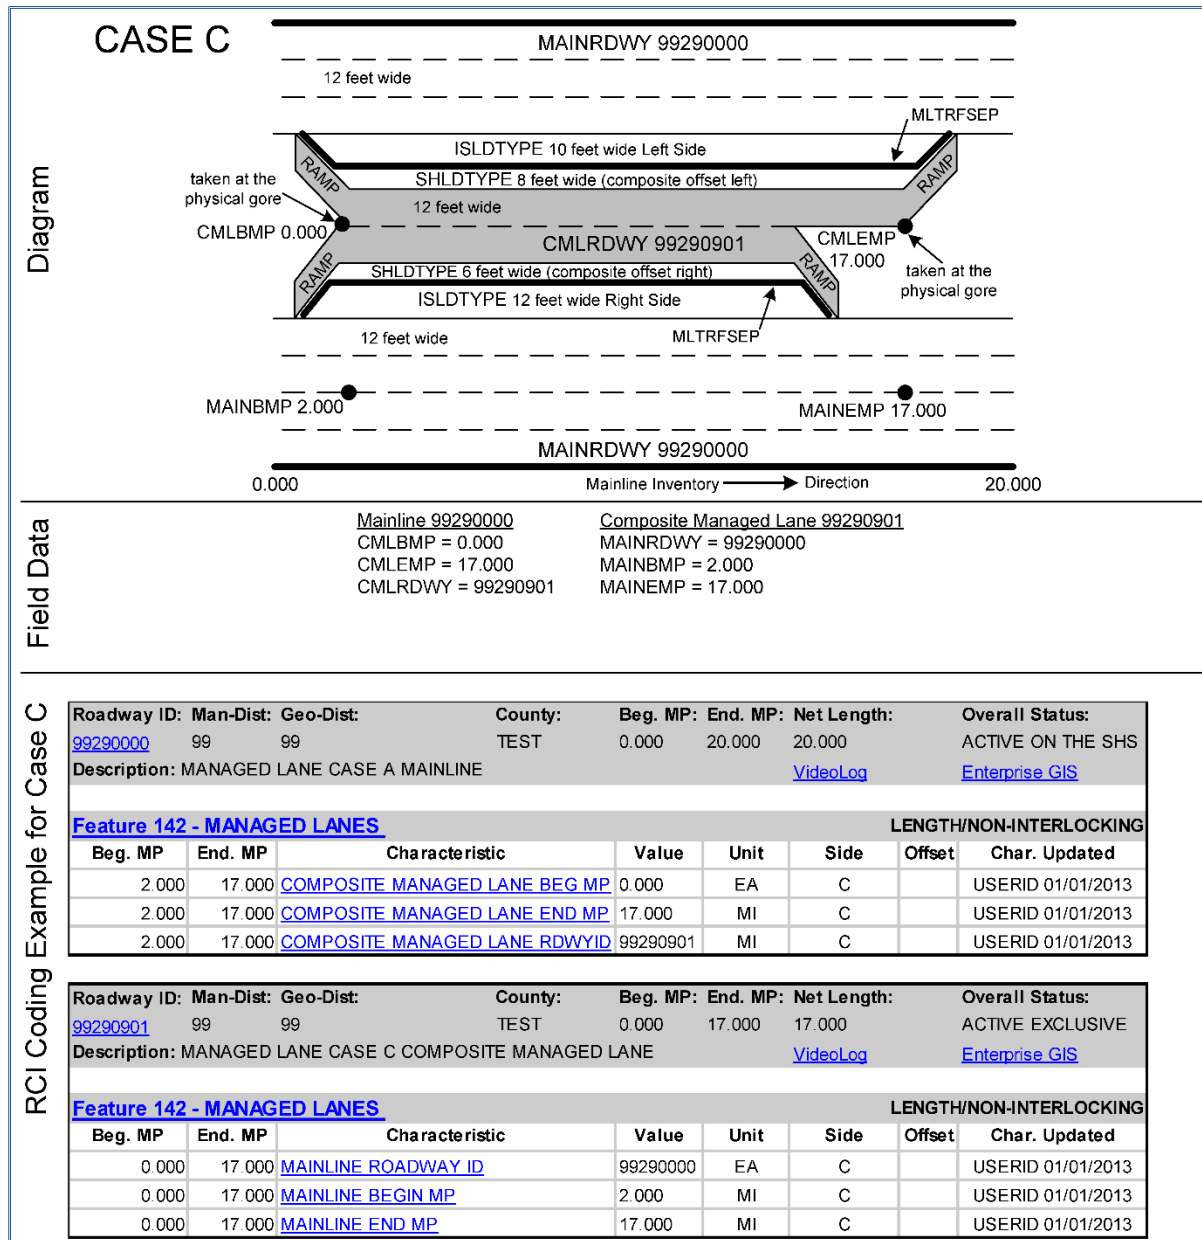 CASE C
MAINRDWY 99290000
12 feet wide
MLTRFSEP
ISLDTYPE 10 feet wide Left Side
RAMP
RAMP
SHLDTYPE 8 feet wide (composite offset left)
taken at the
physical gore
12 feet wide
CMLBMP 0.000
CMLRDWY 99290901
CMLEMP
17.000
taken at the
physical gore
RAMP
RAMP
SHLDTYPE 6 feet wide (composite offset right)
ISLDTYPE 12 feet wide Right Side
12 feet wide
MLTRFSEP
MAINBMP 2.000
MAINEMP 17.000
MAINRDWY 99290000
0.000
Mainline Inventory
Direction
20.000
Diagram
Field Data
Mainline 99290000
CMLBMP = 0.000
CMLEMP = 17.000
CMLRDWY = 99290901
Composite Managed Lane 99290901
MAINRDWY = 99290000
MAINBMP = 2.000
MAINEMP = 17.000
RCI Coding Example for Case C
Roadway ID: Man-Dist: Geo-Dist: County: Beg. MP: End. MP: Net Length: Overall Status:
99290000 99 99 TEST 0.000 20.000 20.000 ACTIVE ON THE SHS
Description: MANAGED LANE CASE A MAINLINE VideoLog Enterprise GIS
Feature 142 - MANAGED LANES LENGTH/NON-INTERLOCKING
Beg. MP End. MP Characteristic Value Unit Side Offset Char. Updated
2.000 17.000 COMPOSITE MANAGED LANE BEG MP 0.000 EA C USERID 01/01/2013
2.000 17.000 COMPOSITE MANAGED LANE END MP 17.000 MI C USERID 01/01/2013
2.000 17.000 COMPOSITE MANAGED LANE RDWYID 99290901 MI C USERID 01/01/2013
Roadway ID: Man-Dist: Geo-Dist: County: Beg. MP: End. MP: Net Length: Overall Status:
99290901 99 99 TEST 0.000 17.000 17.000 ACTIVE EXCLUSIVE
Description: MANAGED LANE CASE C COMPOSITE MANAGED LANE VideoLog Enterprise GIS
Feature 142 - MANAGED LANES LENGTH/NON-INTERLOCKING
Beg. MP End. MP Characteristic Value Unit Side Offset Char. Updated
0.000 17.000 MAINLINE ROADWAY ID 99290000 EA C USERID 01/01/2013
0.000 17.000 MAINLINE BEGIN MP 2.000 MI C USERID 01/01/2013
0.000 17.000 MAINLINE END MP 17.000 MI C USERID 01/01/2013